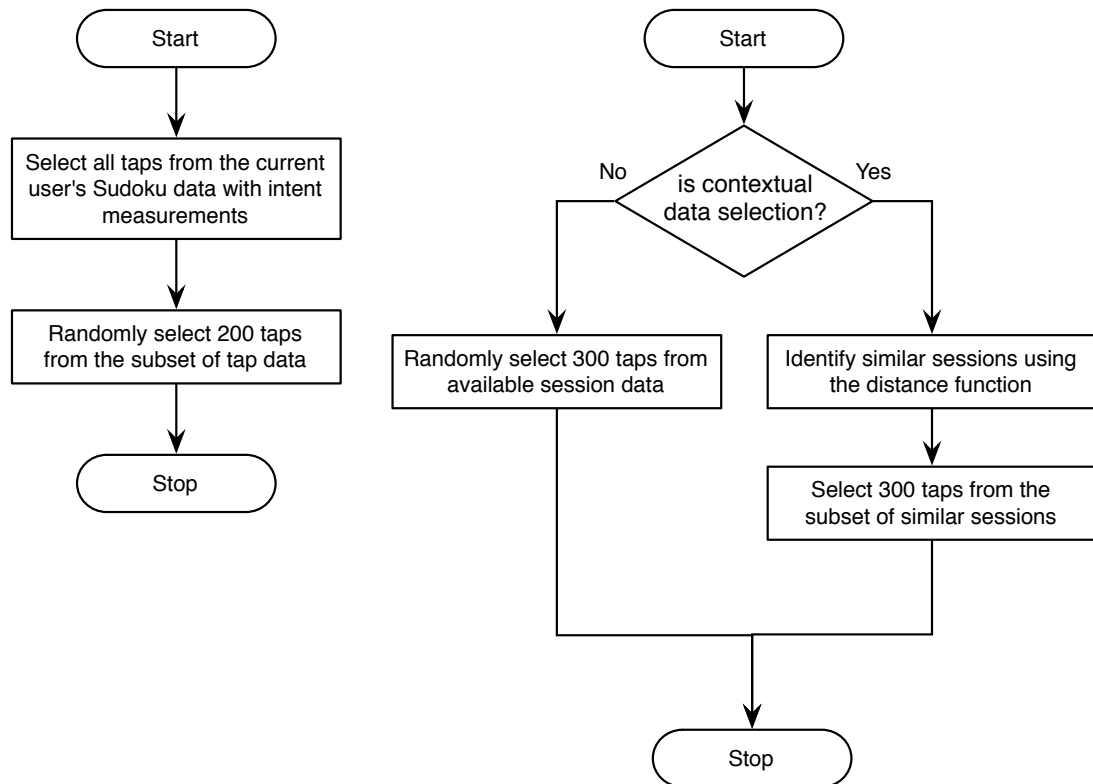 Start
Select all taps from the current
user's Sudoku data with intent
measurements
Randomly select 200 taps
from the subset of tap data
Stop
Start
is contextual
data selection?
No
Yes
Randomly select 300 taps from
available session data
Identify similar sessions using
the distance function
Select 300 taps from the
subset of similar sessions
Stop